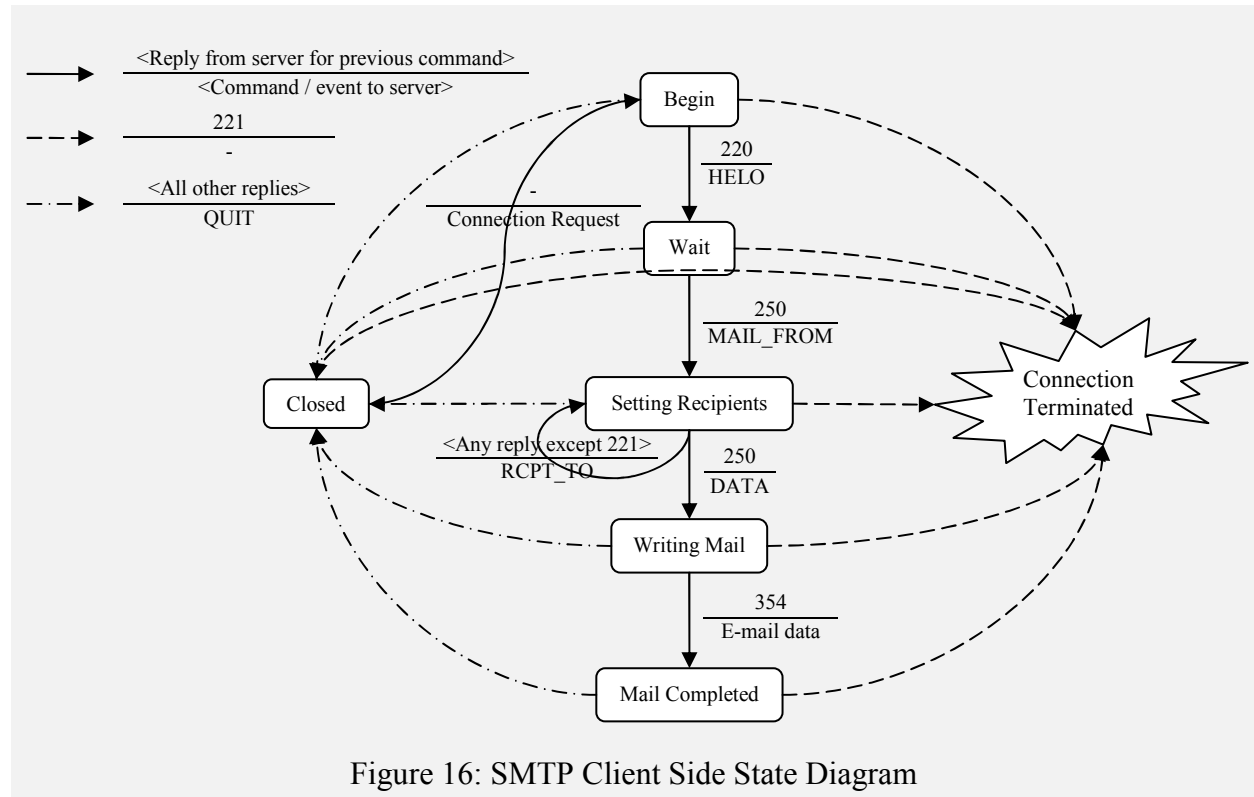 <Reply from server for previous command>
<Command / event to server>
221
-
<All other replies>
QUIT
Begin
220
HELO
-
Connection Request
Wait
250
MAIL_FROM
Closed
Setting Recipients
Connection
Terminated
<Any reply except 221>
RCPT_TO
250
DATA
Writing Mail
354
E-mail data
Mail Completed
Figure 16: SMTP Client Side State Diagram